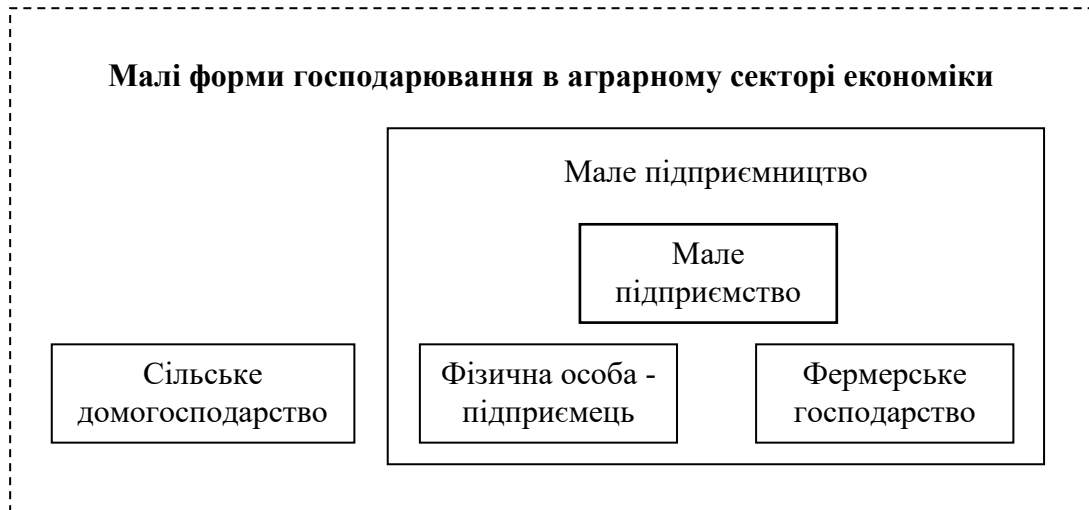 Малі форми господарювання в аграрному секторі економіки
Мале підприємництво
Мале
підприємство
Сільське
домогосподарство
Фізична особа -
підприємець
Фермерське
господарство